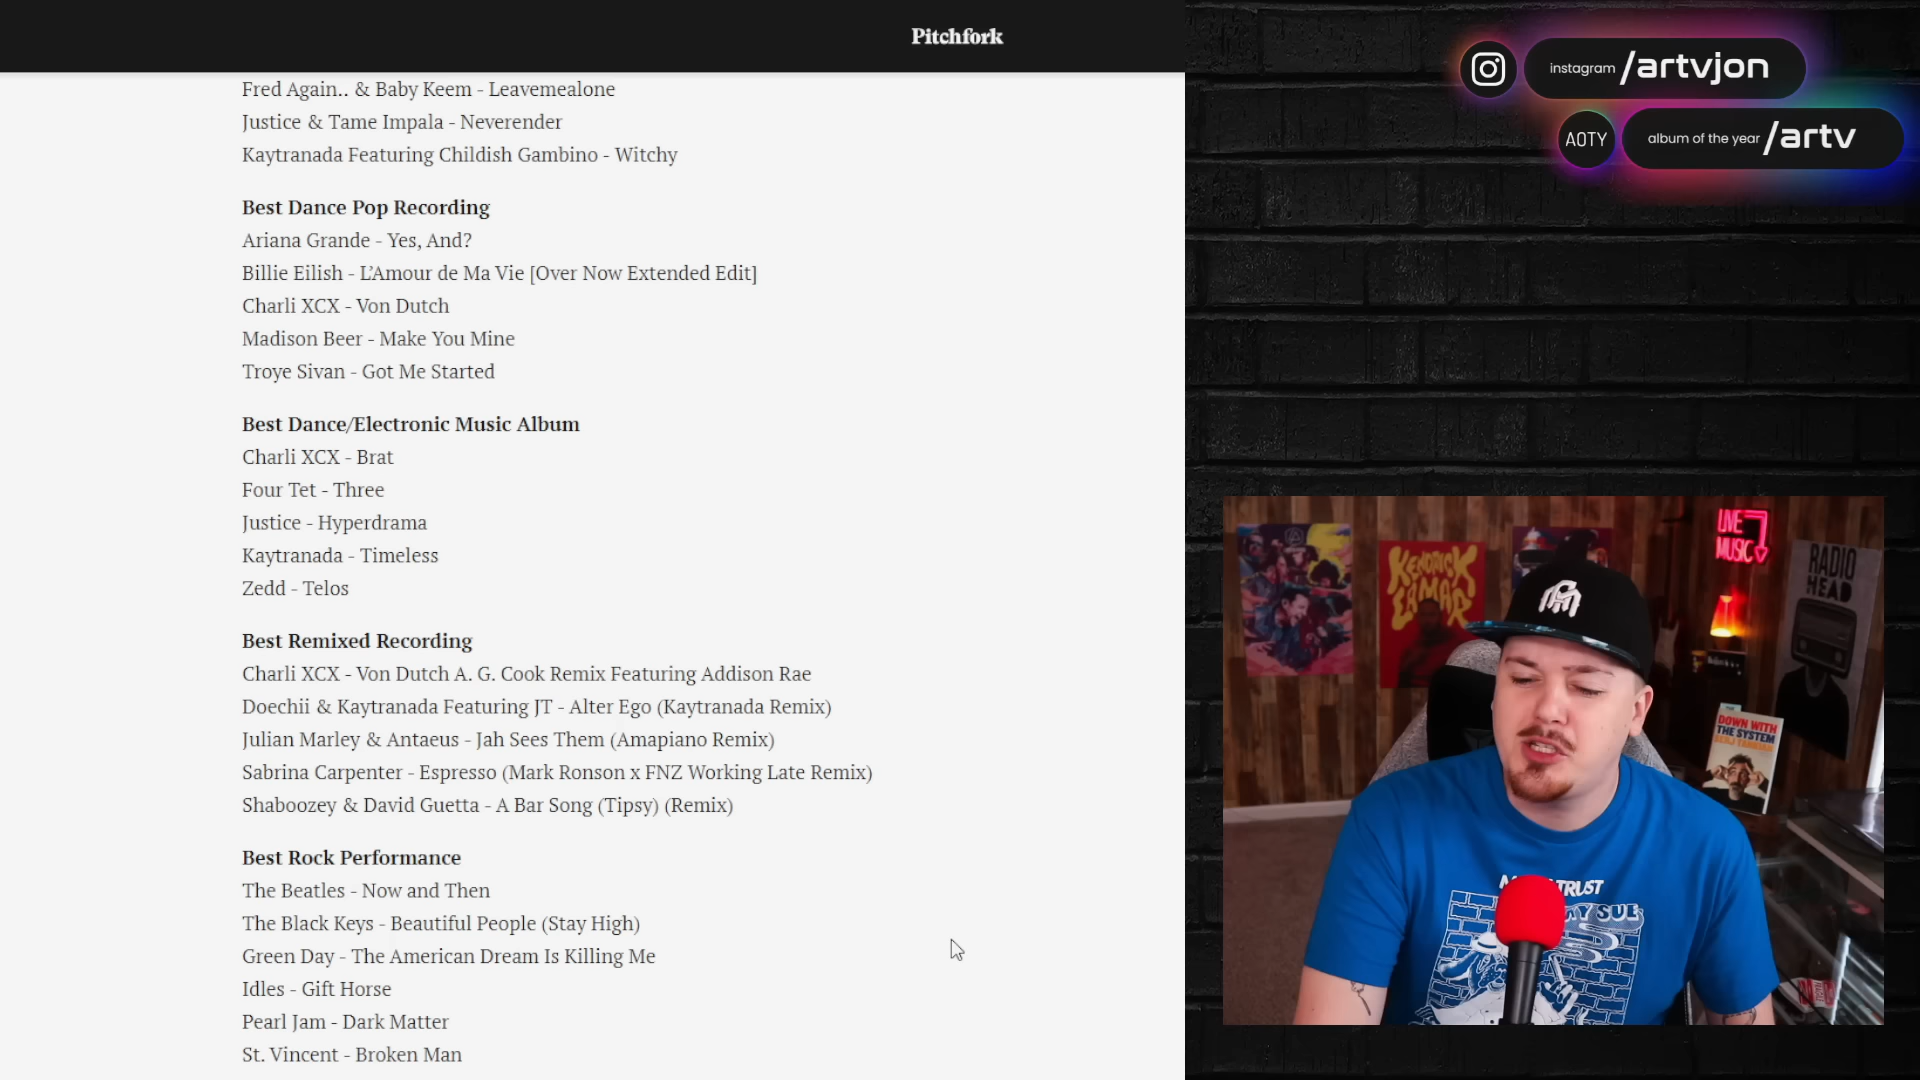 Pitchfork
Fred Again.. & Baby Keem - Leavemealone
Justice & Tame Impala - Neverender
Kaytranada Featuring Childish Gambino - Witchy
Best Dance Pop Recording
Ariana Grande - Yes, And?
Billie Eilish - L’Amour de Ma Vie [Over Now Extended Edit]
Charli XCX - Von Dutch
Madison Beer - Make You Mine
Troye Sivan - Got Me Started
Best Dance/Electronic Music Album
Charli XCX - Brat
Four Tet - Three
Justice - Hyperdrama
Kaytranada - Timeless
Zedd - Telos
Best Remixed Recording
Charli XCX - Von Dutch A. G. Cook Remix Featuring Addison Rae
Doechii & Kaytranada Featuring JT - Alter Ego (Kaytranada Remix)
Julian Marley & Antaeus - Jah Sees Them (Amapiano Remix)
Sabrina Carpenter - Espresso (Mark Ronson x FNZ Working Late Remix)
Shaboozey & David Guetta - A Bar Song (Tipsy) (Remix)
Best Rock Performance
The Beatles - Now and Then
The Black Keys - Beautiful People (Stay High)
Green Day - The American Dream Is Killing Me
Idles - Gift Horse
Pearl Jam - Dark Matter
St. Vincent - Broken Man
instagram /artvjon
AOTY album of the year /artv
LIVE
MUSIC
KENDRICK
LAMAR
RADIO
HEAD
DOWN WITH
THE SYSTEM
SERJ TANKIAN
TRUST
SUE